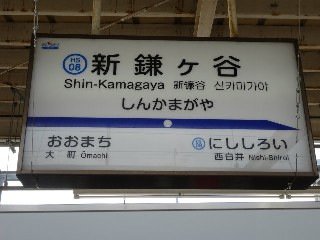 HS
08
新鎌ヶ谷
Shin-Kamagaya 新鎌谷 신카마가야
しんかまがや
おおまち
大町 Ōmachi
にししろい
西白井 Nishi-Shiroi